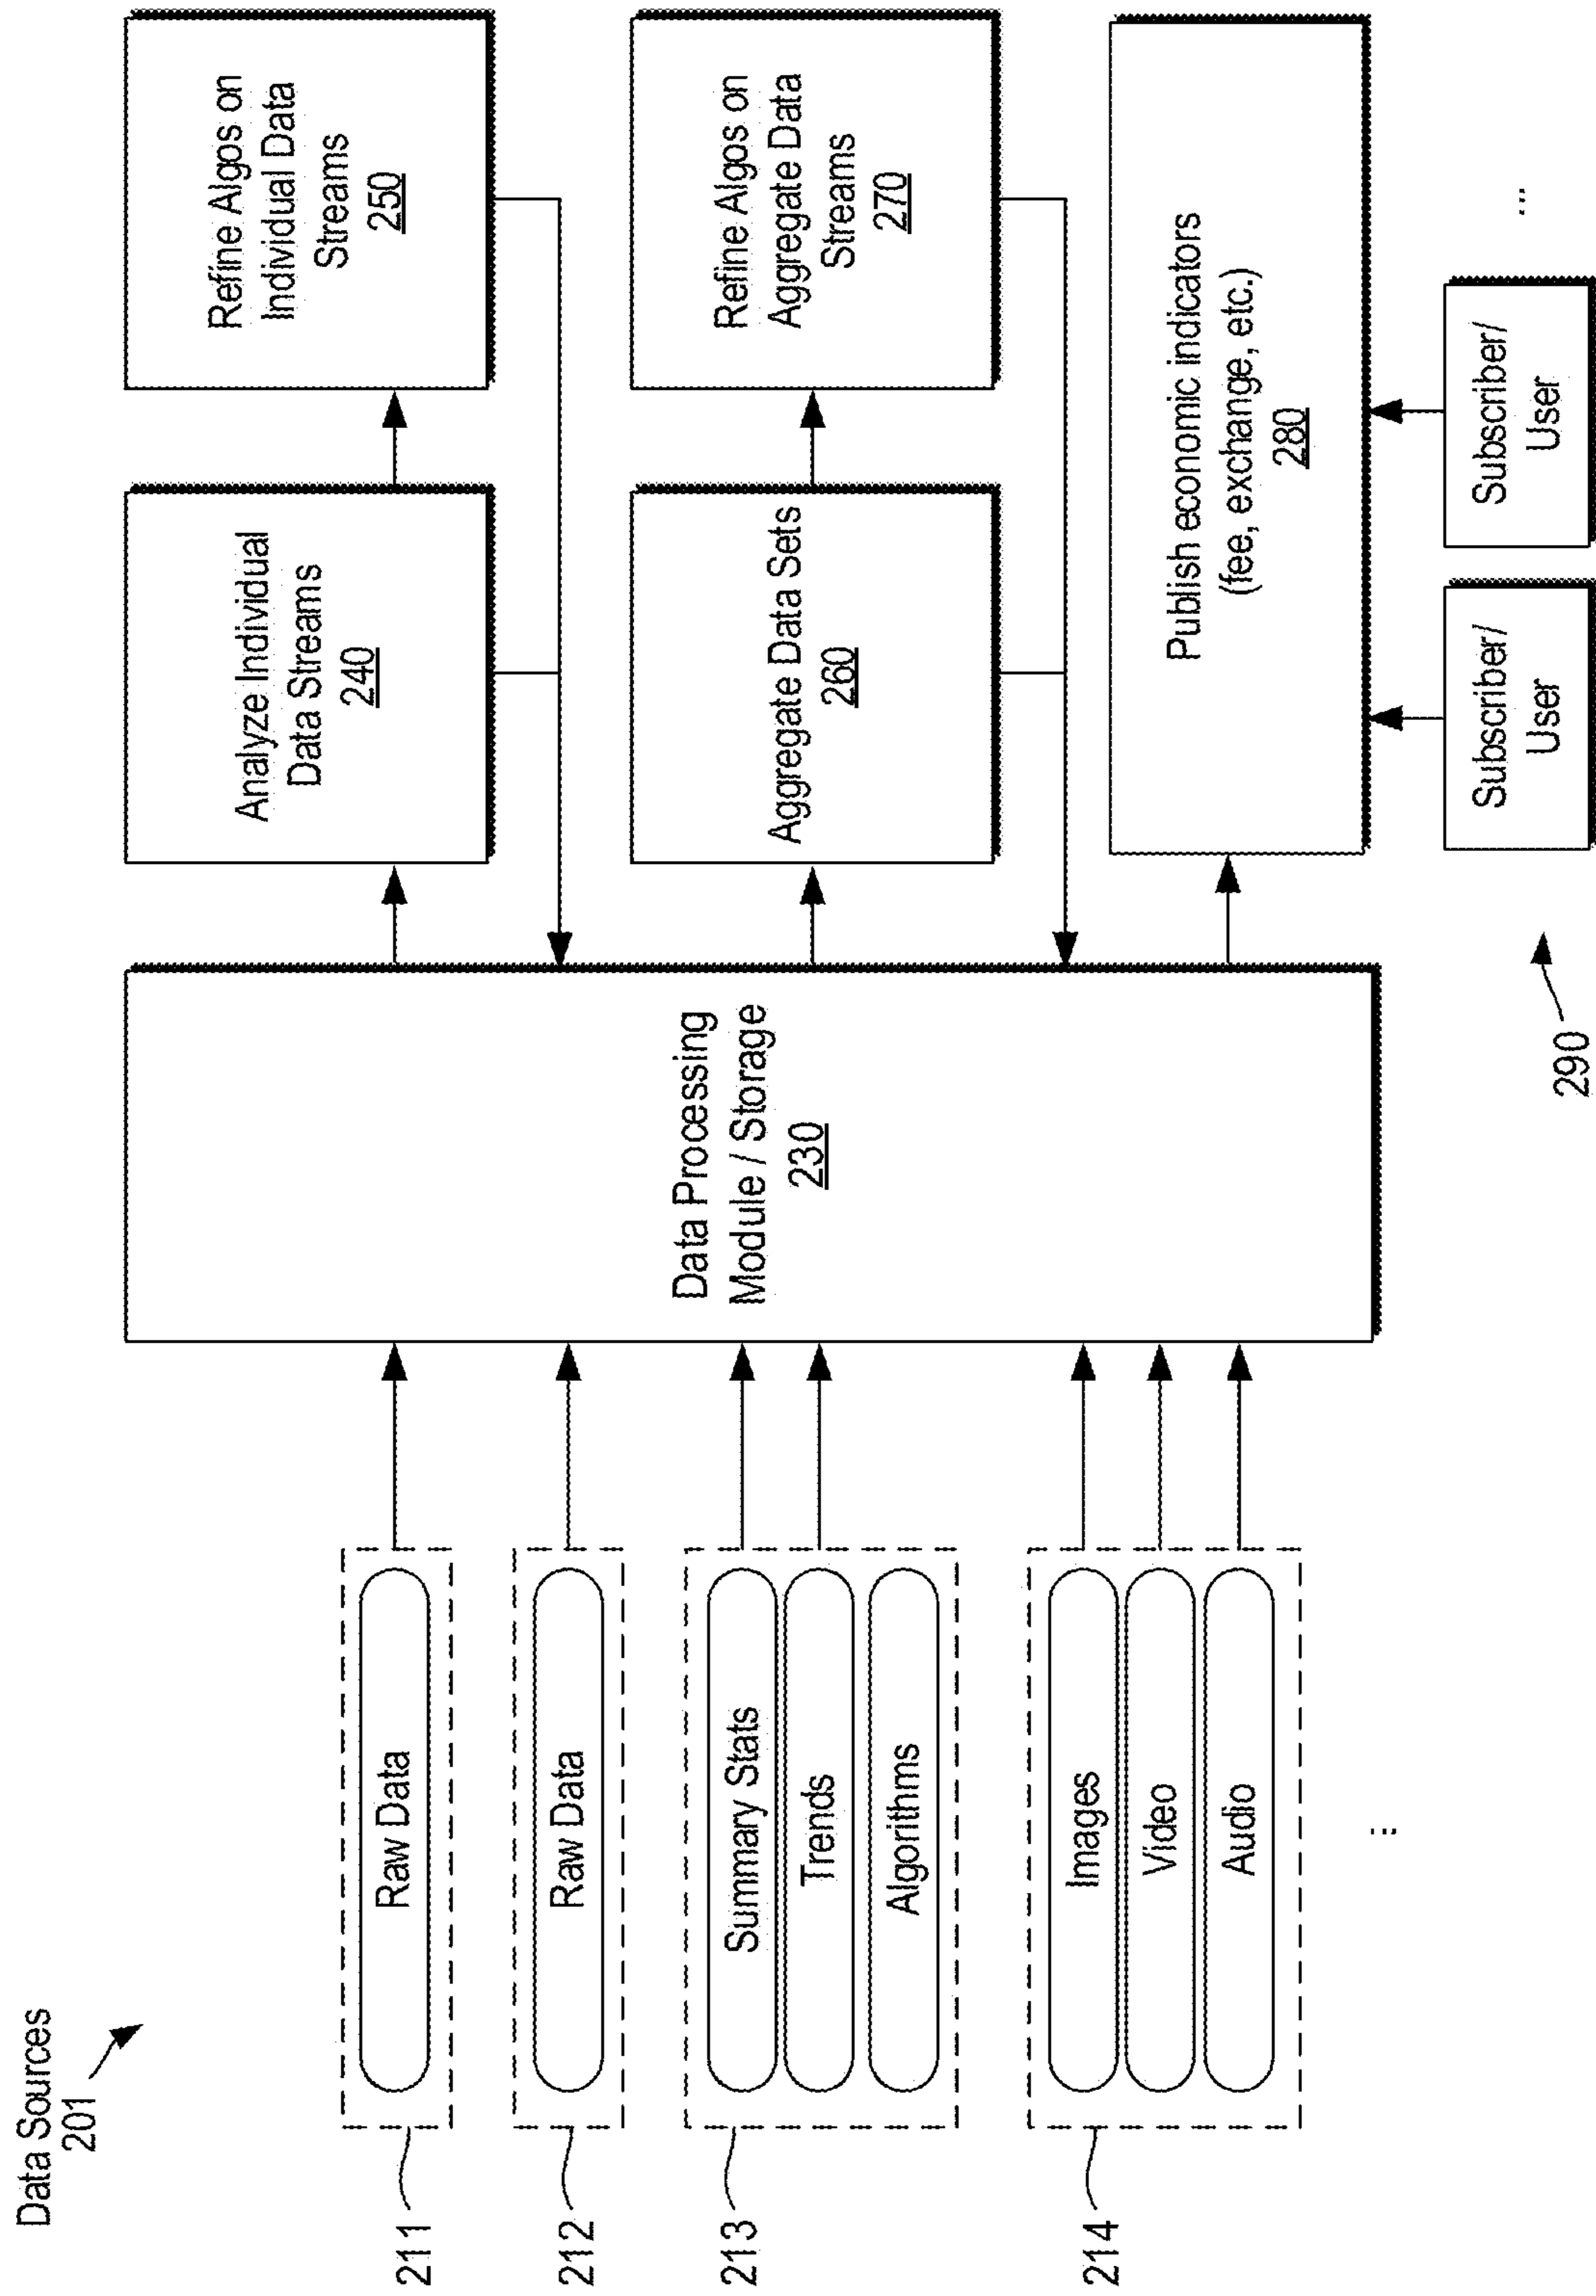 Data Sources
201
211
Raw Data
212
Raw Data
213
Summary Stats
Trends
Algorithms
214
Images
Video
Audio
...
Data Processing
Module / Storage
230
Analyze Individual
Data Streams
240
Refine Algos on
Individual Data
Streams
250
Aggregate Data Sets
260
Refine Algos on
Aggregate Data
Streams
270
Publish economic indicators
(fee, exchange, etc.)
280
290
Subscriber/
User
Subscriber/
User
...